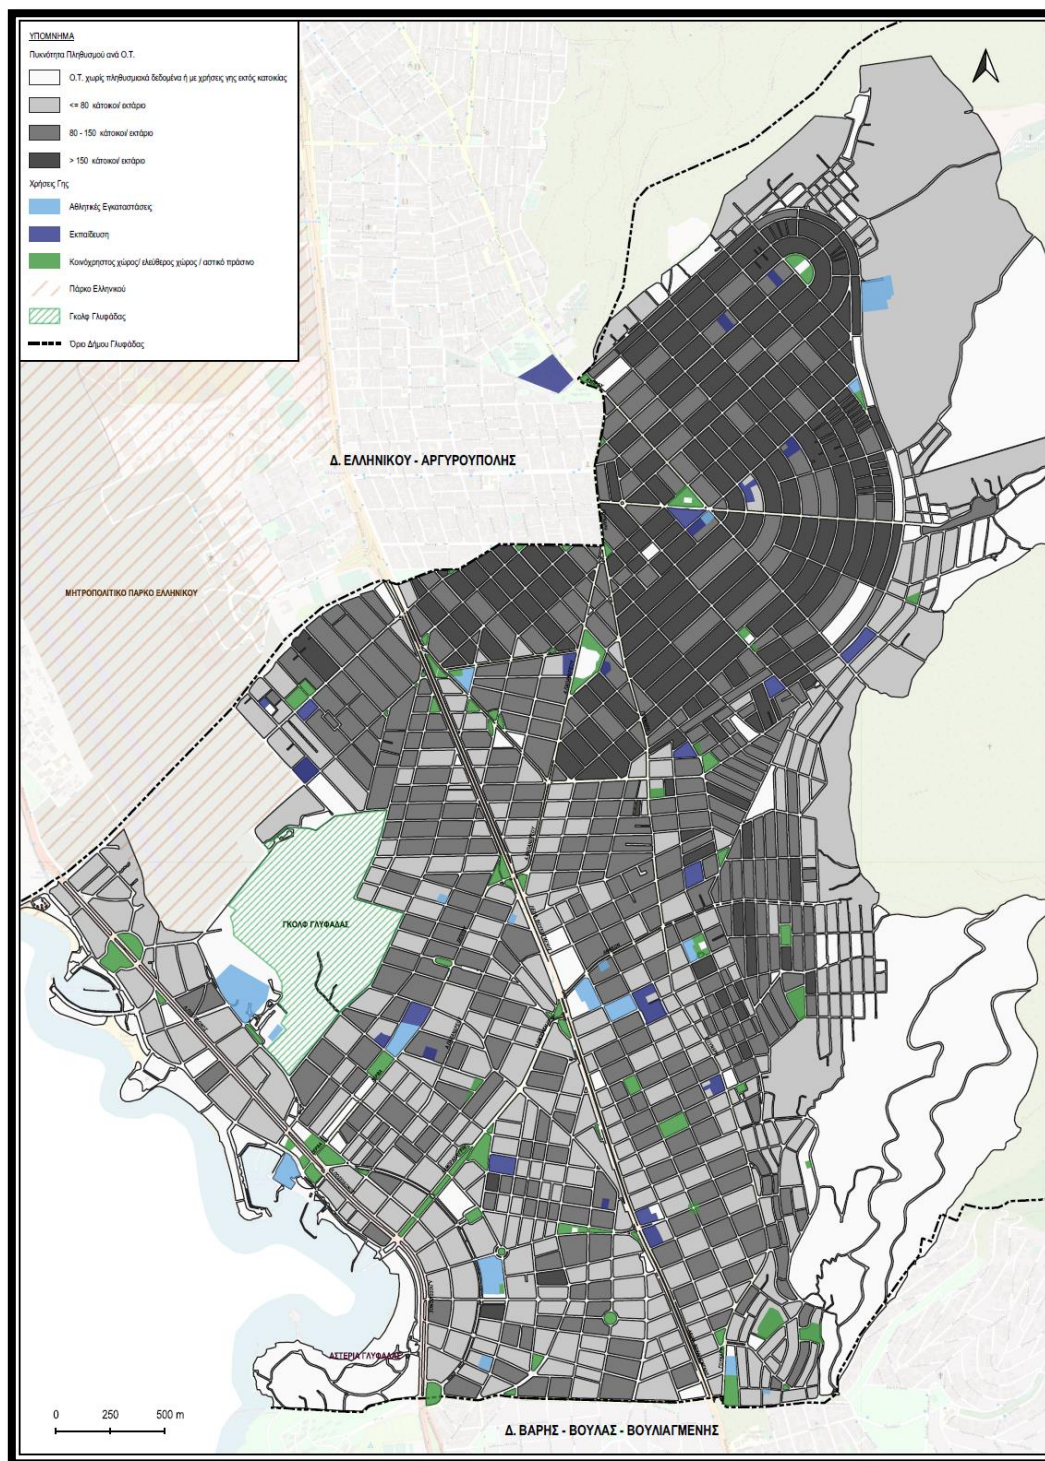 ΥΠΟΜΝΗΜΑ
Πυκνότητα Πληθυσμού ανά Ο.Τ.
Ο.Τ. χωρίς πληθυσμιακά δεδομένα ή με χρήσεις γης εκτός κατοικίας
<= 80 κάτοικοι/ εκτάριο
80 - 150 κάτοικοι/ εκτάριο
> 150 κάτοικοι/ εκτάριο
Χρήσεις Γης
Αθλητικές Εγκαταστάσεις
Εκπαίδευση
Κοινόχρηστος χώρος/ ελεύθερος χώρος / αστικό πράσινο
Πάρκο Ελληνικού
Γκολφ Γλυφάδας
Όριο Δήμου Γλυφάδας
Δ. ΕΛΛΗΝΙΚΟΥ - ΑΡΓΥΡΟΥΠΟΛΗΣ
ΜΗΤΡΟΠΟΛΙΤΙΚΟ ΠΑΡΚΟ ΕΛΛΗΝΙΚΟΥ
ΓΚΟΛΦ ΓΛΥΦΑΔΑΣ
ΑΣΤΕΡΙΑ ΓΛΥΦΑΔΑΣ
0 250 500 m
Δ. ΒΑΡΗΣ - ΒΟΥΛΑΣ - ΒΟΥΛΙΑΓΜΕΝΗΣ